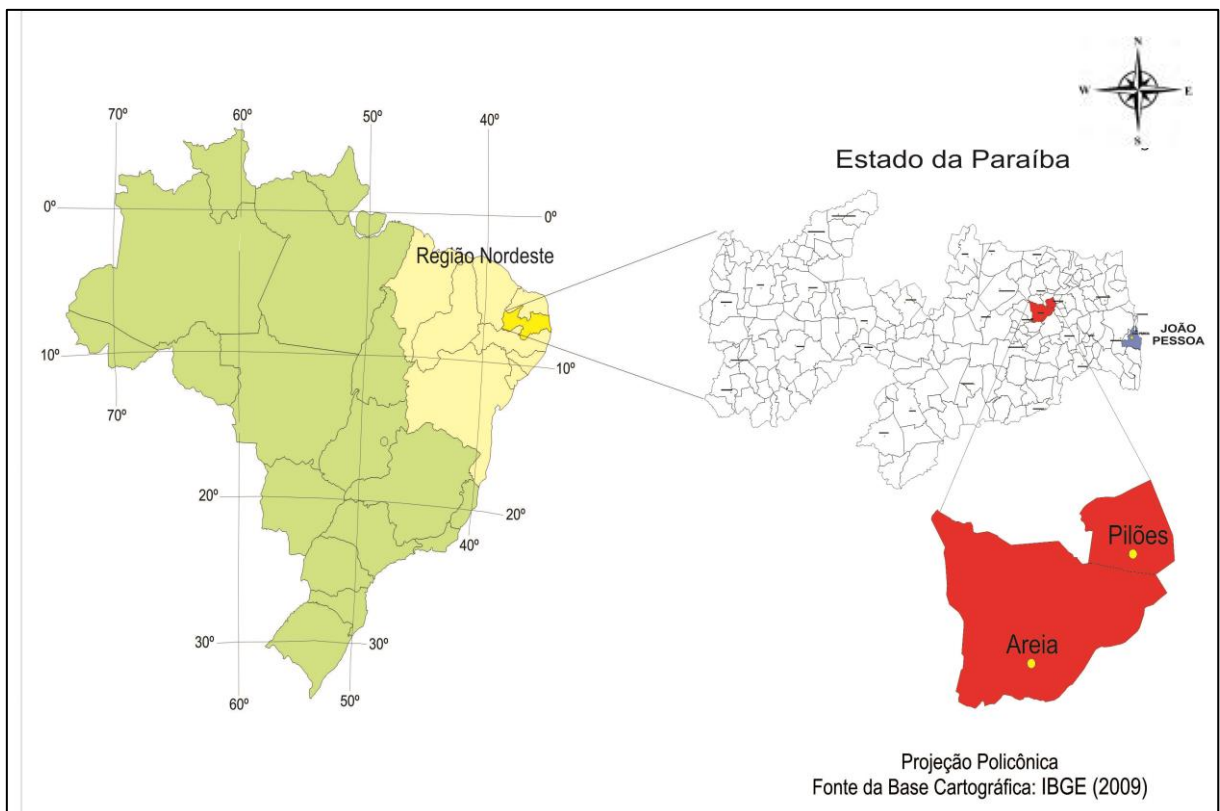 N
W E
S
Estado da Paraíba
70º
60º
50º
40º
0º
0º
Região Nordeste
JOÃO
PESSOA
10º
10º
70º
20º
20º
40º
Pilões
Areia
30º
30º
60º
50º
Projeção Policônica
Fonte da Base Cartográfica: IBGE (2009)